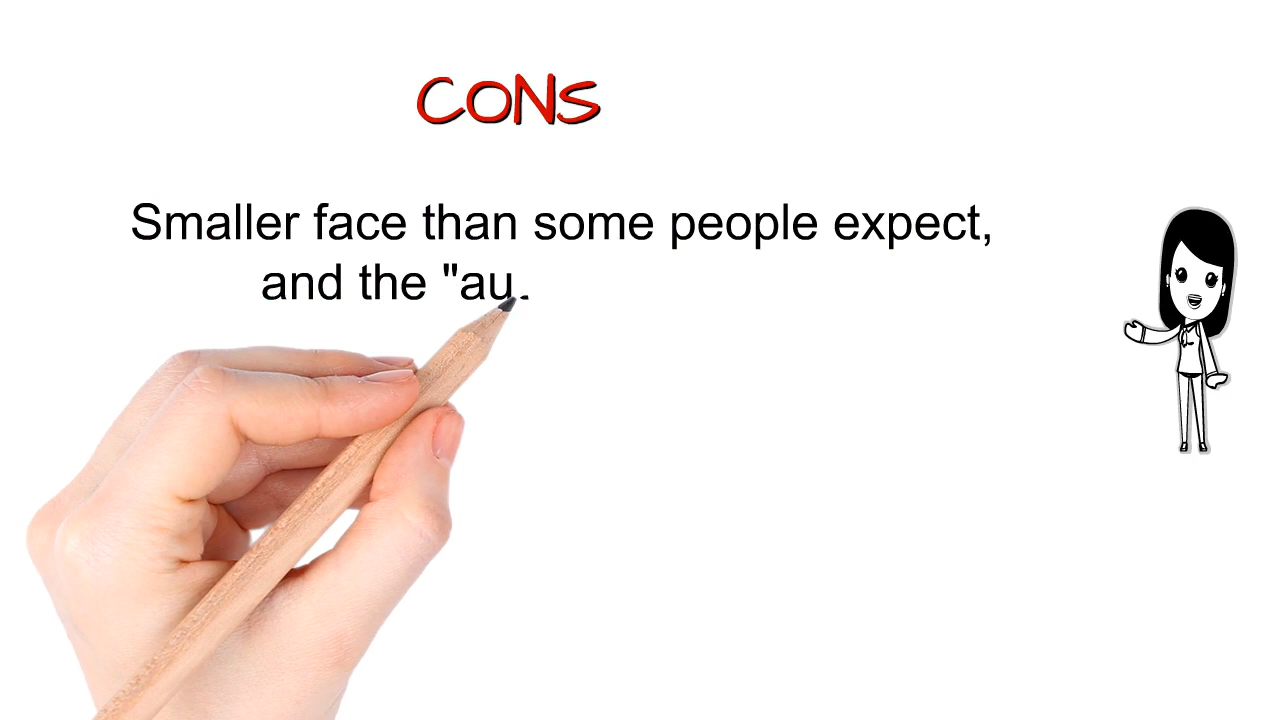 CONS
Smaller face than some people expect,
and the "au